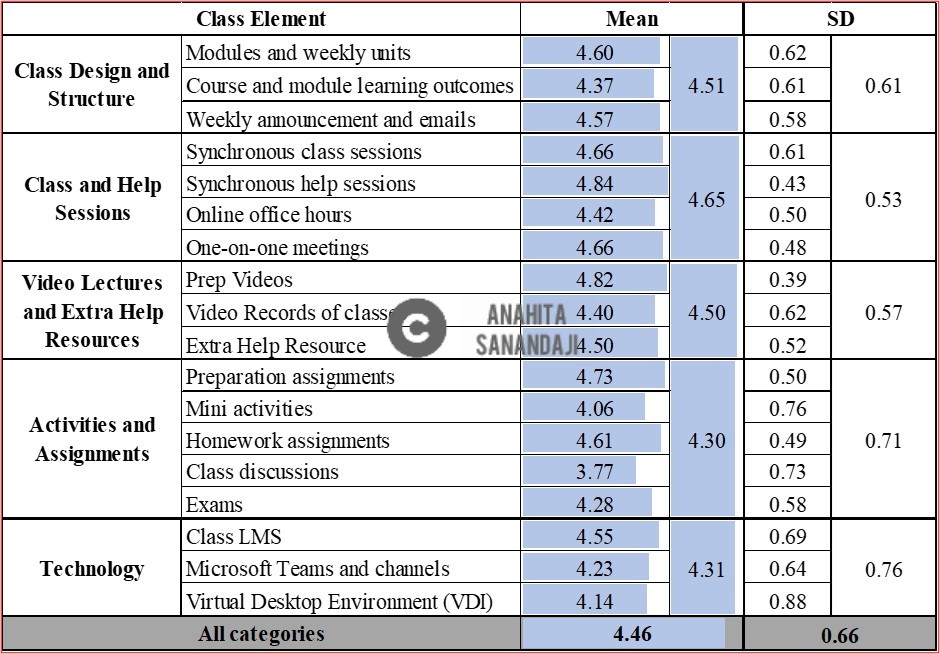 Class Element Mean SD
Class Design and Structure
Modules and weekly units 4.60 4.51 0.62 0.61
Course and module learning outcomes 4.37 0.61
Weekly announcement and emails 4.57 0.58
Class and Help Sessions
Synchronous class sessions 4.66 4.65 0.61 0.53
Synchronous help sessions 4.84 0.43
Online office hours 4.42 0.50
One-on-one meetings 4.66 0.48
Video Lectures and Extra Help Resources
Prep Videos 4.82 4.50 0.39 0.57
Video Records of classe 4.40 0.62
Extra Help Resource 4.50 0.52
Activities and Assignments
Preparation assignments 4.73 4.30 0.50 0.71
Mini activities 4.06 0.76
Homework assignments 4.61 0.49
Class discussions 3.77 0.73
Exams 4.28 0.58
Technology
Class LMS 4.55 4.31 0.69 0.76
Microsoft Teams and channels 4.23 0.64
Virtual Desktop Environment (VDI) 4.14 0.88
All categories 4.46 0.66
C ANAHITA
SANANDAJI